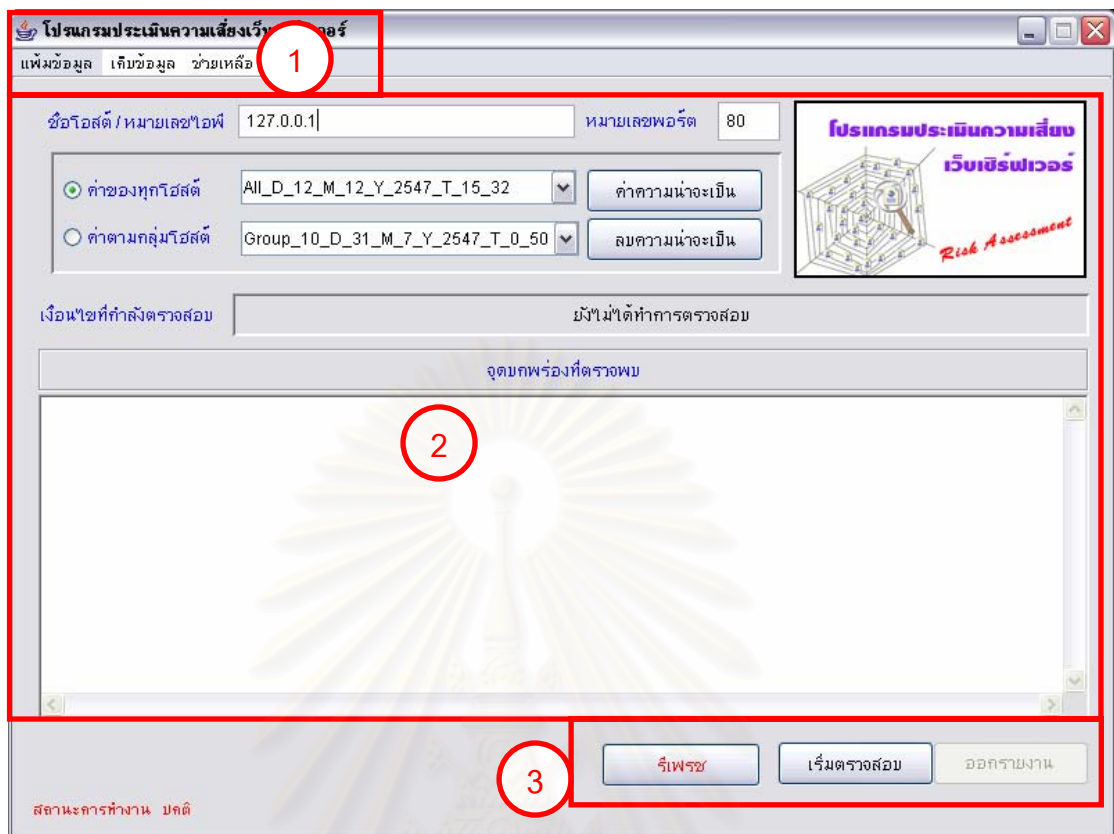 โปรแกรมประเมินความเสี่ยงเว็บ
1
แฟ้มข้อมูล เก็บข้อมูล ช่วยเหลือ
ชื่อโฮสต์ / หมายเลขไอพี 127.0.0.1 หมายเลขพอร์ต 80
โปรแกรมประเมินความเสี่ยง
เว็บเซิร์ฟเวอร์
Risk Assessment
ค่าของทุกโฮสต์ All_D_12_M_12_Y_2547_T_15_32 ค่าความน่าจะเป็น
ค่าตามกลุ่มโฮสต์ Group_10_D_31_M_7_Y_2547_T_0_50 ลบความน่าจะเป็น
เงื่อนไขที่กำลังตรวจสอบ ยังไม่ได้ทำการตรวจสอบ
จุดบกพร่องที่ตรวจพบ
2
3
รีเฟรช เริ่มตรวจสอบ ออกรายงาน
สถานะการทำงาน ปกติ